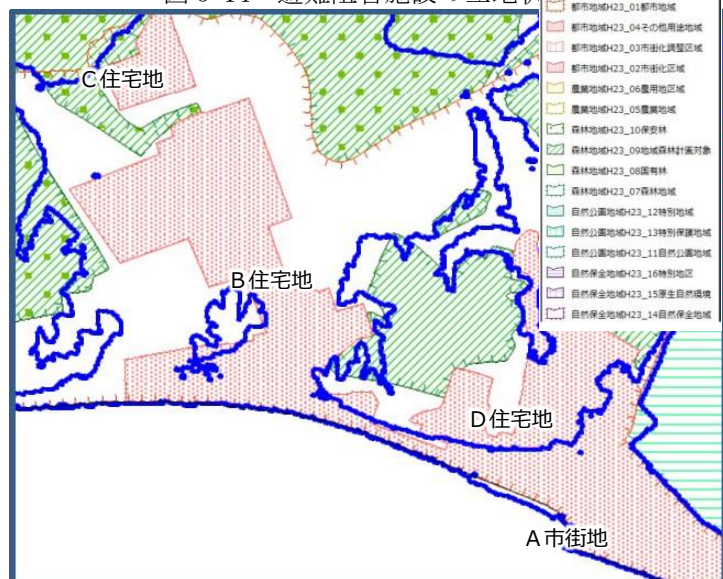 都市地域H23_01都市地域
都市地域H23_04その他用途地域
都市地域H23_03市街化調整区域
都市地域H23_02市街化区域
農業地域H23_06農用地区域
農業地域H23_05農業地域
森林地域H23_10保安林
森林地域H23_09地域森林計画対象
森林地域H23_08国有林
森林地域H23_07森林地域
自然公園地域H23_12特別地域
自然公園地域H23_13特別保護地域
自然公園地域H23_11自然公園地域
自然保全地域H23_16特別地区
自然保全地域H23_15原生自然環境
自然保全地域H23_14自然保全地域
C住宅地
B住宅地
D住宅地
A市街地